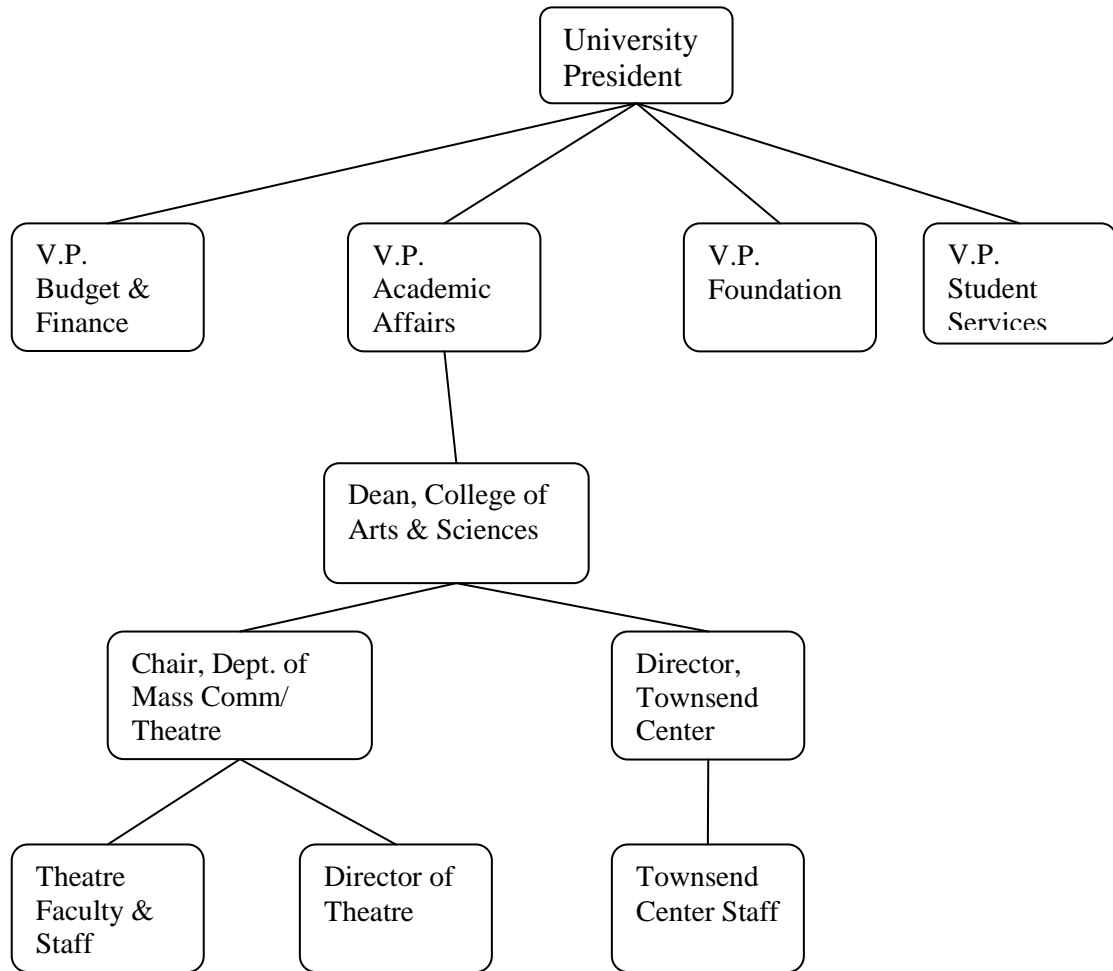 University
President
V.P.
Budget &
Finance
V.P.
Academic
Affairs
V.P.
Foundation
V.P.
Student
Services
Dean, College of
Arts & Sciences
Chair, Dept. of
Mass Comm/
Theatre
Director,
Townsend
Center
Theatre
Faculty &
Staff
Director of
Theatre
Townsend
Center Staff